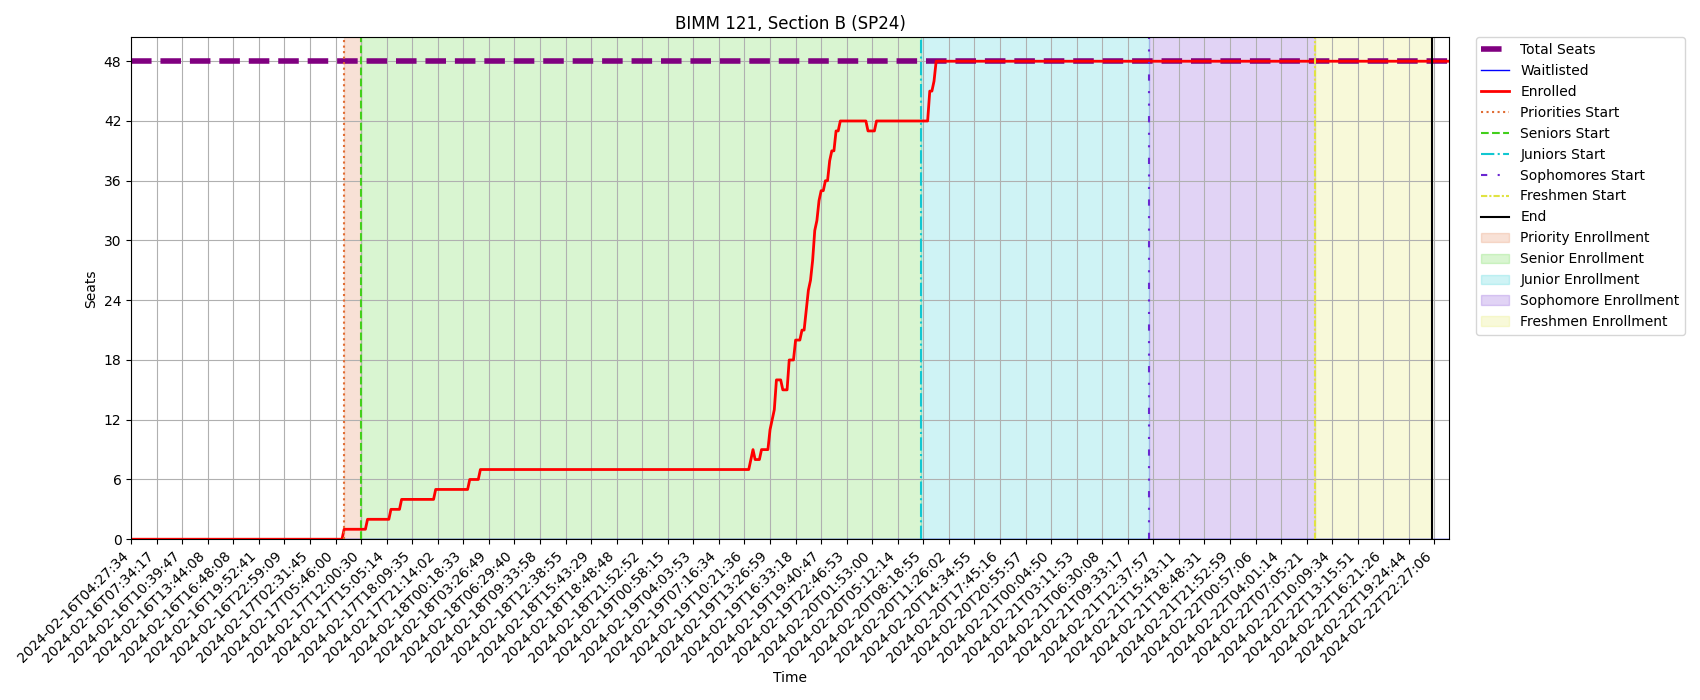 BIMM 121, Section B (SP24)
Seats
48
42
36
30
24
18
12
6
0
2024-02-16T04:27:34
2024-02-16T07:34:17
2024-02-16T10:39:47
2024-02-16T13:44:08
2024-02-16T16:48:08
2024-02-16T19:52:41
2024-02-16T22:59:09
2024-02-17T02:31:45
2024-02-17T05:46:00
2024-02-17T12:00:30
2024-02-17T15:05:14
2024-02-17T18:09:35
2024-02-17T21:14:02
2024-02-18T00:18:33
2024-02-18T03:26:49
2024-02-18T06:29:40
2024-02-18T09:33:58
2024-02-18T12:38:55
2024-02-18T15:43:29
2024-02-18T18:48:48
2024-02-18T21:52:52
2024-02-19T00:58:15
2024-02-19T04:03:53
2024-02-19T07:16:34
2024-02-19T10:21:36
2024-02-19T13:26:59
2024-02-19T16:33:18
2024-02-19T19:40:47
2024-02-19T22:46:53
2024-02-20T01:53:00
2024-02-20T05:12:14
2024-02-20T08:18:55
2024-02-20T11:26:02
2024-02-20T14:34:55
2024-02-20T17:45:16
2024-02-20T20:55:57
2024-02-21T00:04:50
2024-02-21T03:11:53
2024-02-21T06:30:08
2024-02-21T09:33:17
2024-02-21T12:37:57
2024-02-21T15:43:11
2024-02-21T18:48:31
2024-02-21T21:52:59
2024-02-22T00:57:06
2024-02-22T04:01:14
2024-02-22T07:05:21
2024-02-22T10:09:34
2024-02-22T13:15:51
2024-02-22T16:21:26
2024-02-22T19:24:44
2024-02-22T22:27:06
Time
Total Seats
Waitlisted
Enrolled
Priorities Start
Seniors Start
Juniors Start
Sophomores Start
Freshmen Start
End
Priority Enrollment
Senior Enrollment
Junior Enrollment
Sophomore Enrollment
Freshmen Enrollment